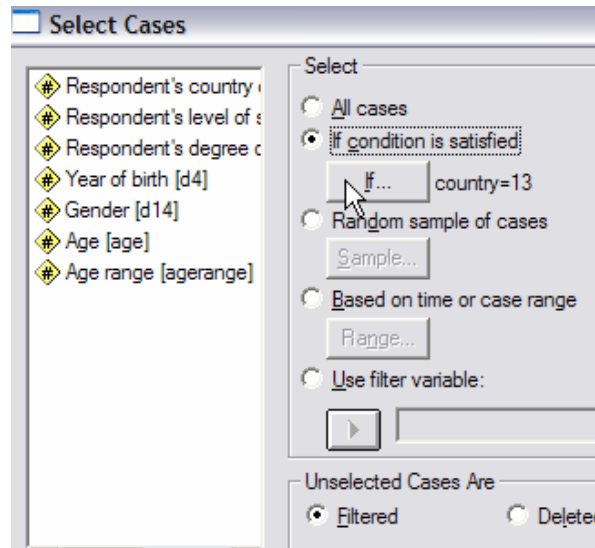 Select Cases
Respondent's country
Respondent's level of
Respondent's degree
Year of birth [d4]
Gender [d14]
Age [age]
Age range [agerange]
Select
All cases
If condition is satisfied
If... country=13
Random sample of cases
Sample...
Based on time or case range
Range...
Use filter variable:
Unselected Cases Are
Filtered